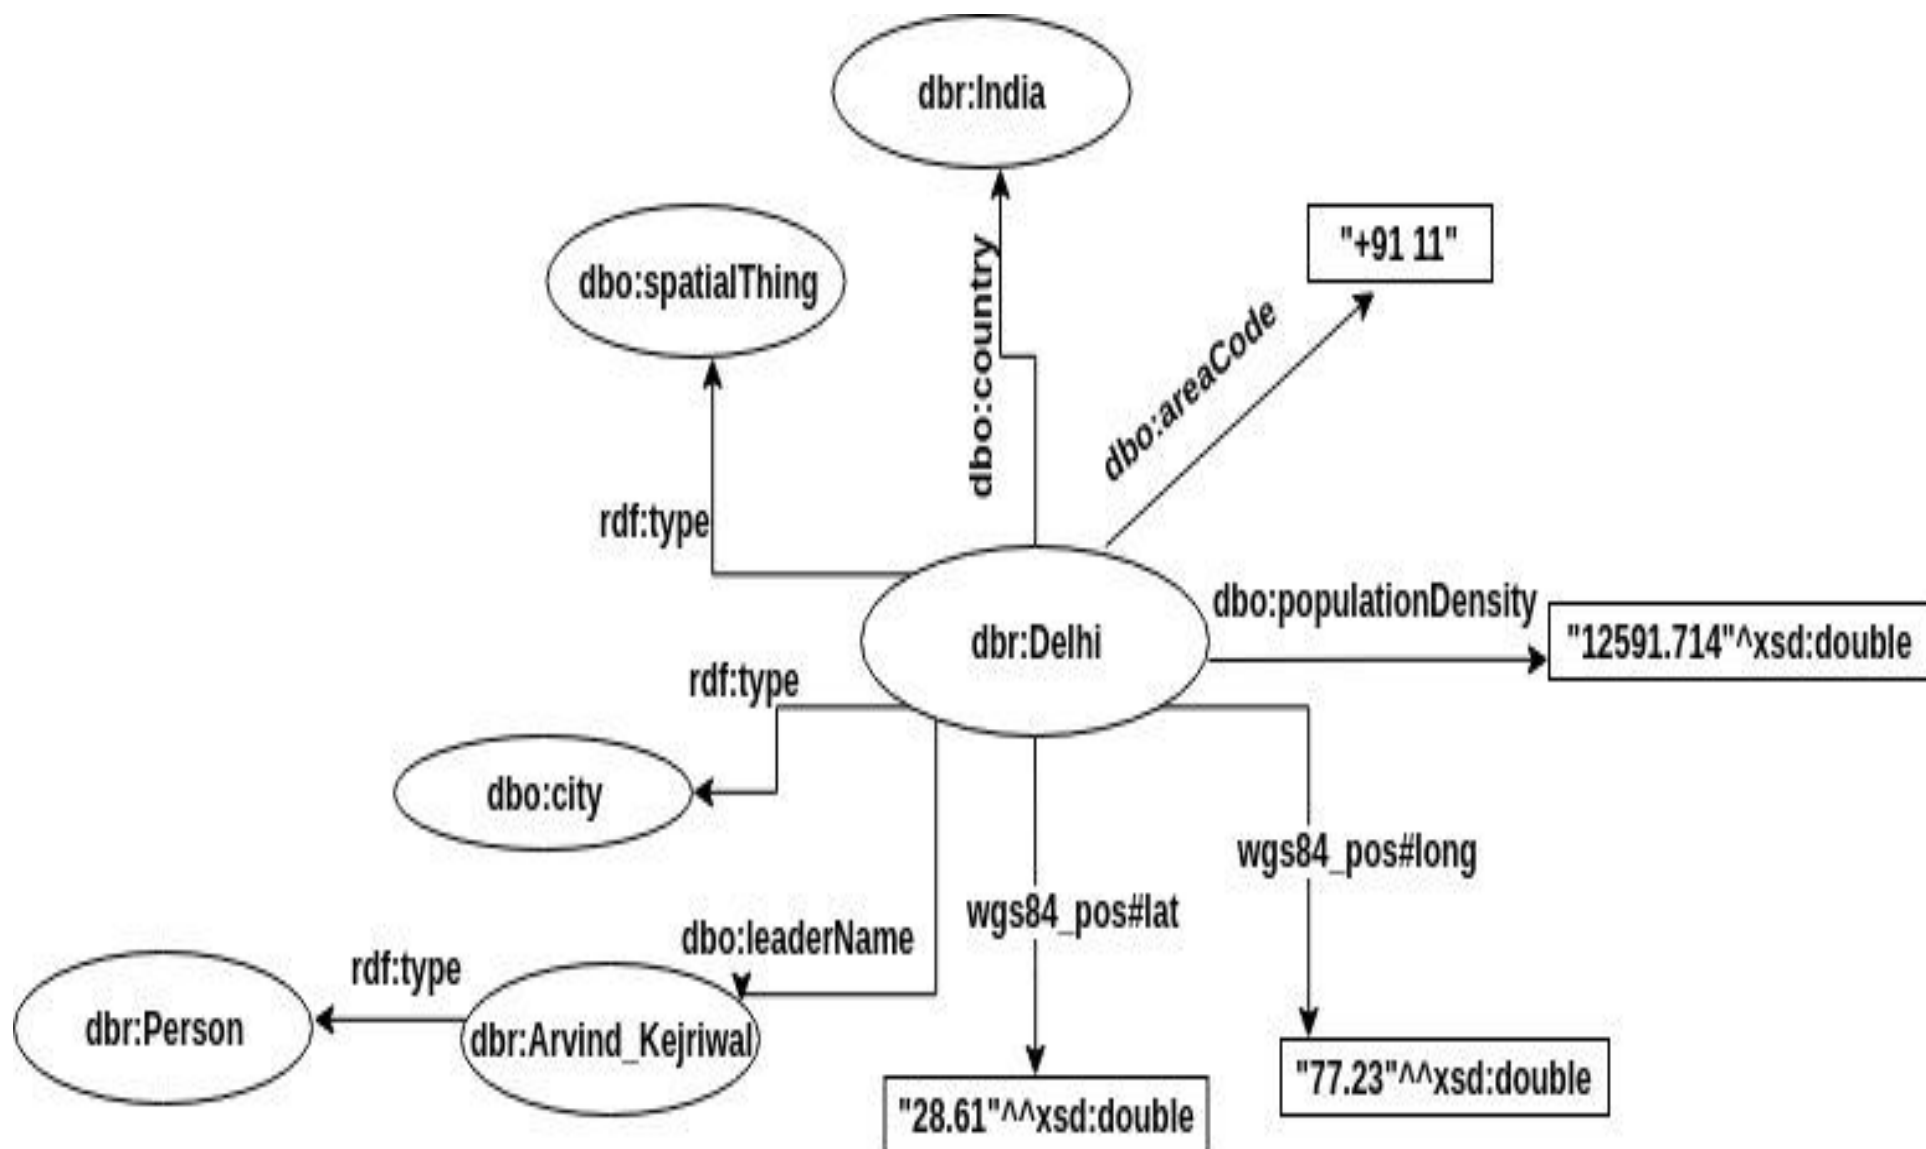 dbr:India
"+91 11"
dbo:spatialThing
dbo:country
dbo:areaCode
rdf:type
dbo:populationDensity
dbr:Delhi
"12591.714"^xsd:double
rdf:type
dbo:city
wgs84_pos#long
wgs84_pos#lat
dbo:leaderName
rdf:type
dbr:Person
dbr:Arvind_Kejriwal
"77.23"^^xsd:double
"28.61"^^xsd:double